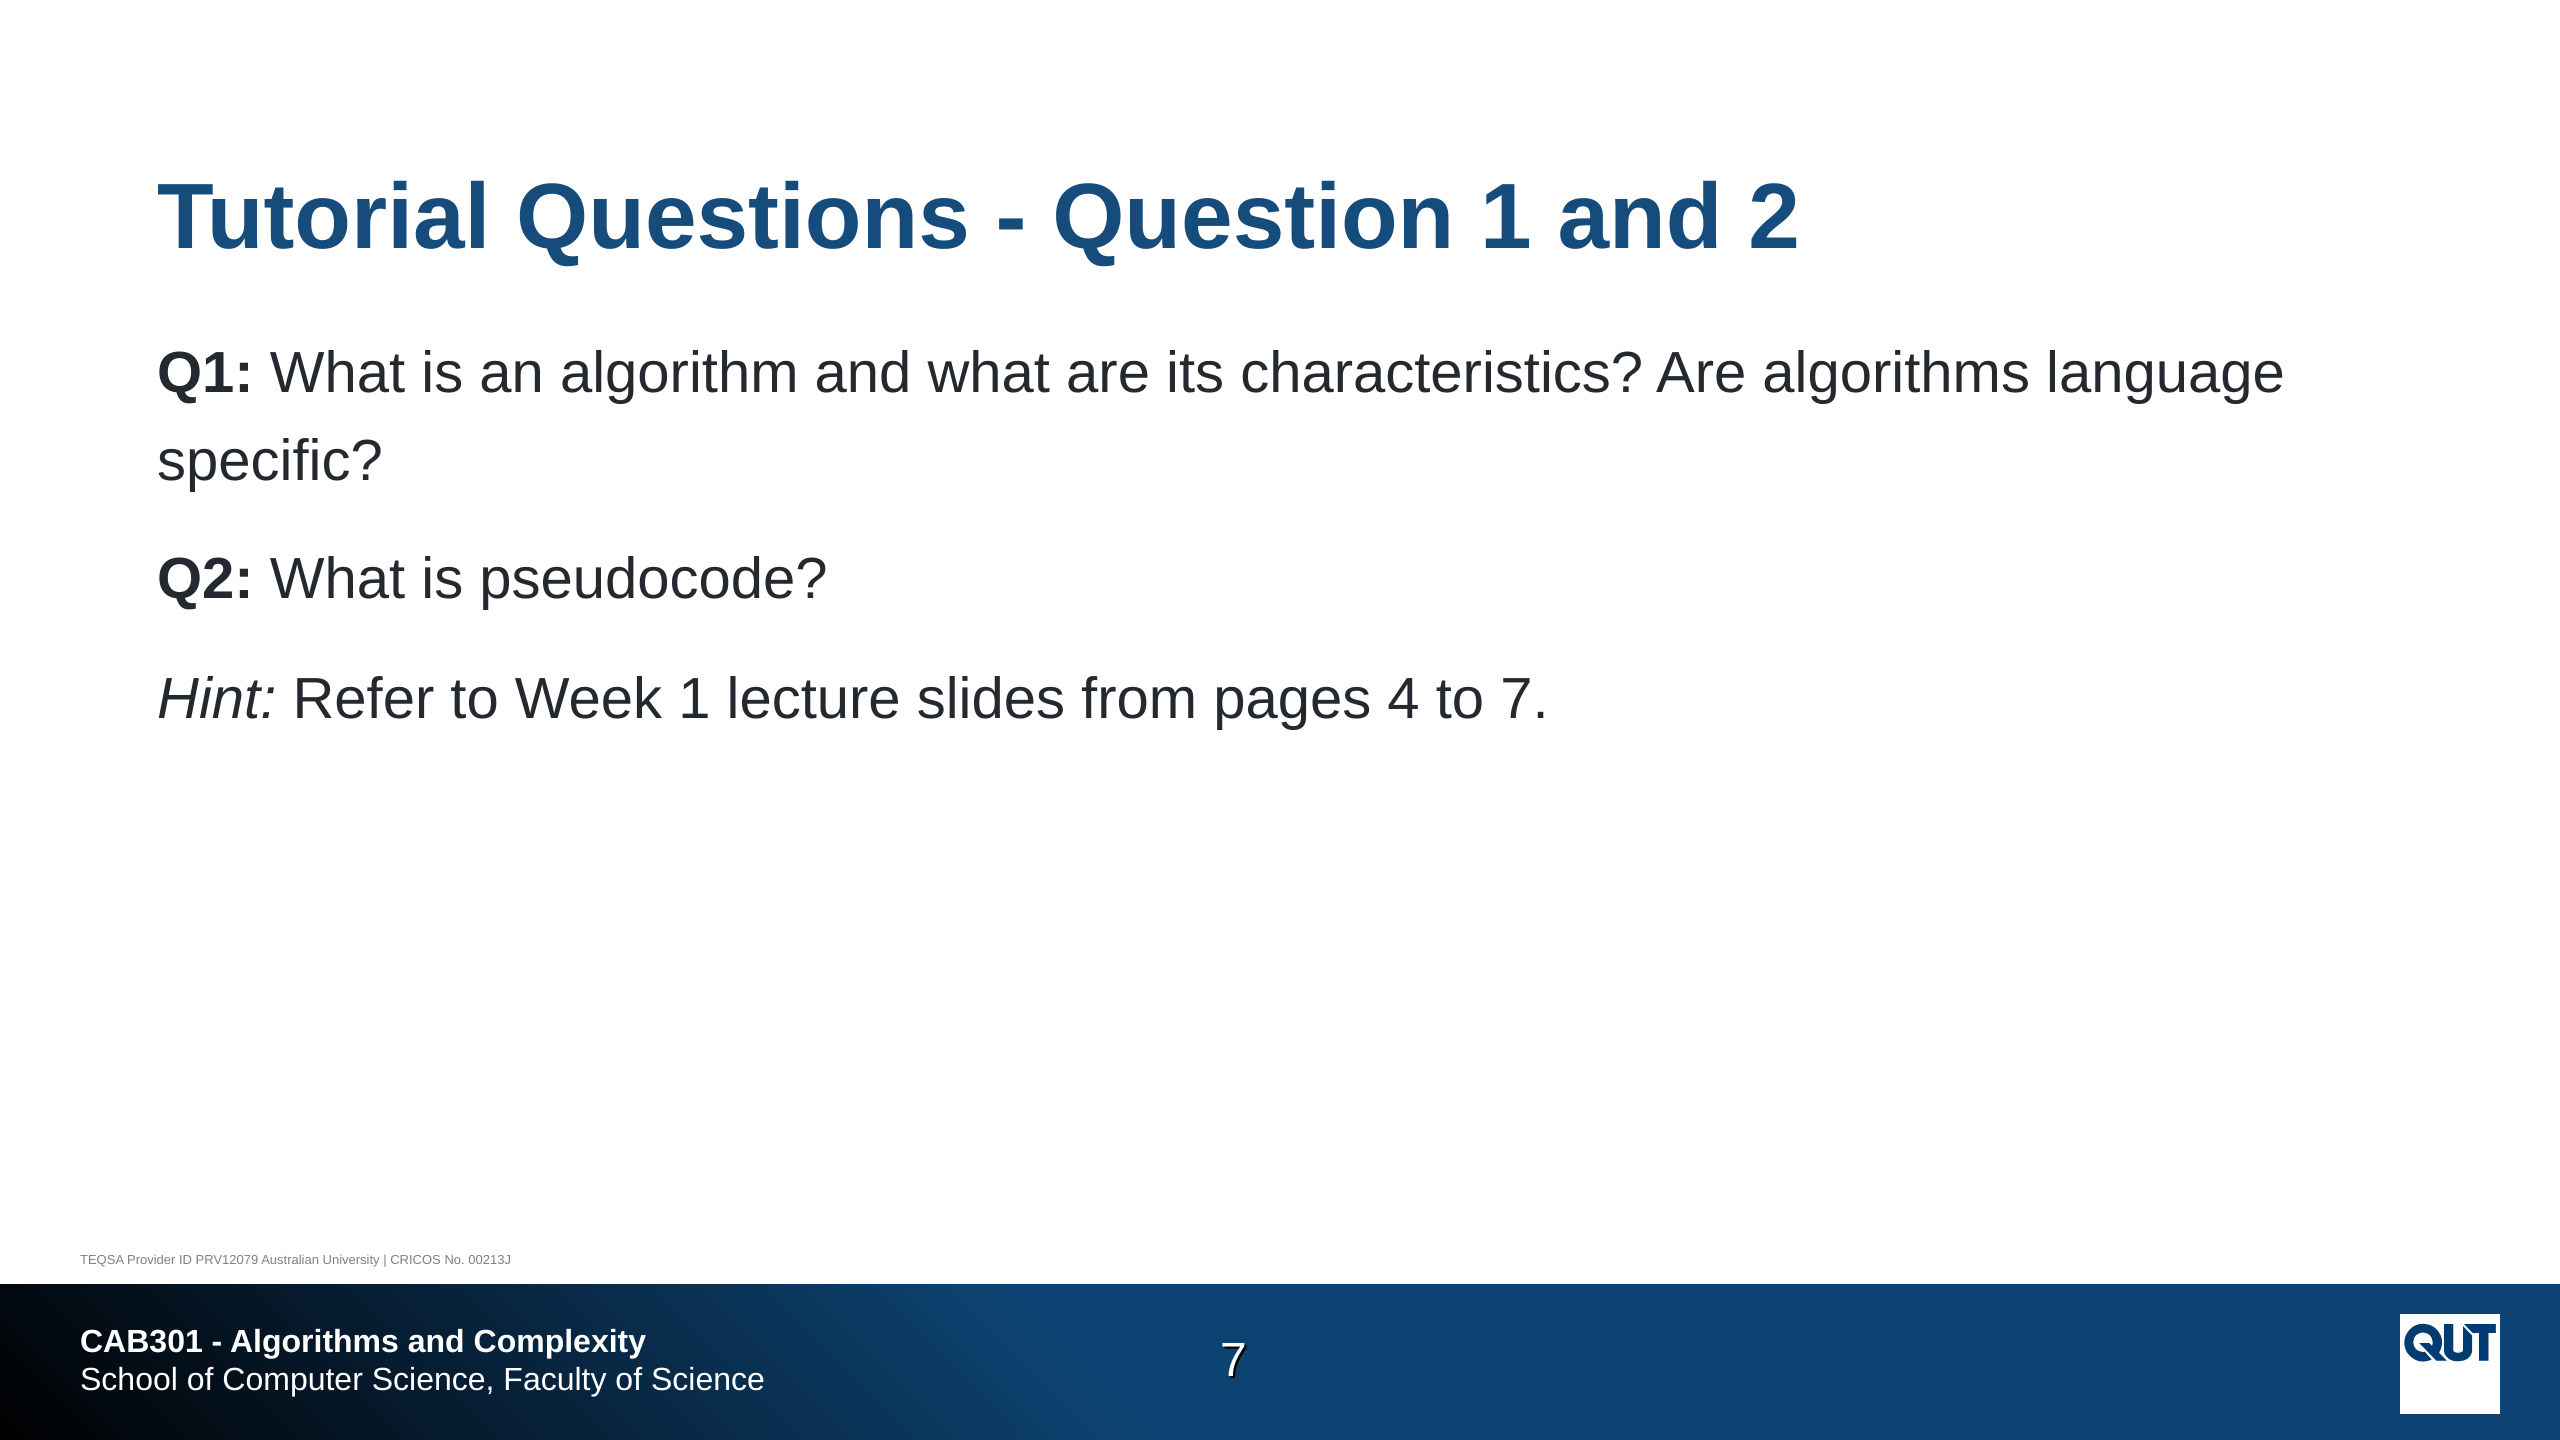 Tutorial Questions - Question 1 and 2
Q1: What is an algorithm and what are its characteristics? Are algorithms language
specific?
Q2: What is pseudocode?
Hint: Refer to Week 1 lecture slides from pages 4 to 7.
TEQSA Provider ID PRV12079 Australian University | CRICOS No. 00213J
CAB301 - Algorithms and Complexity
School of Computer Science, Faculty of Science
7
QUT